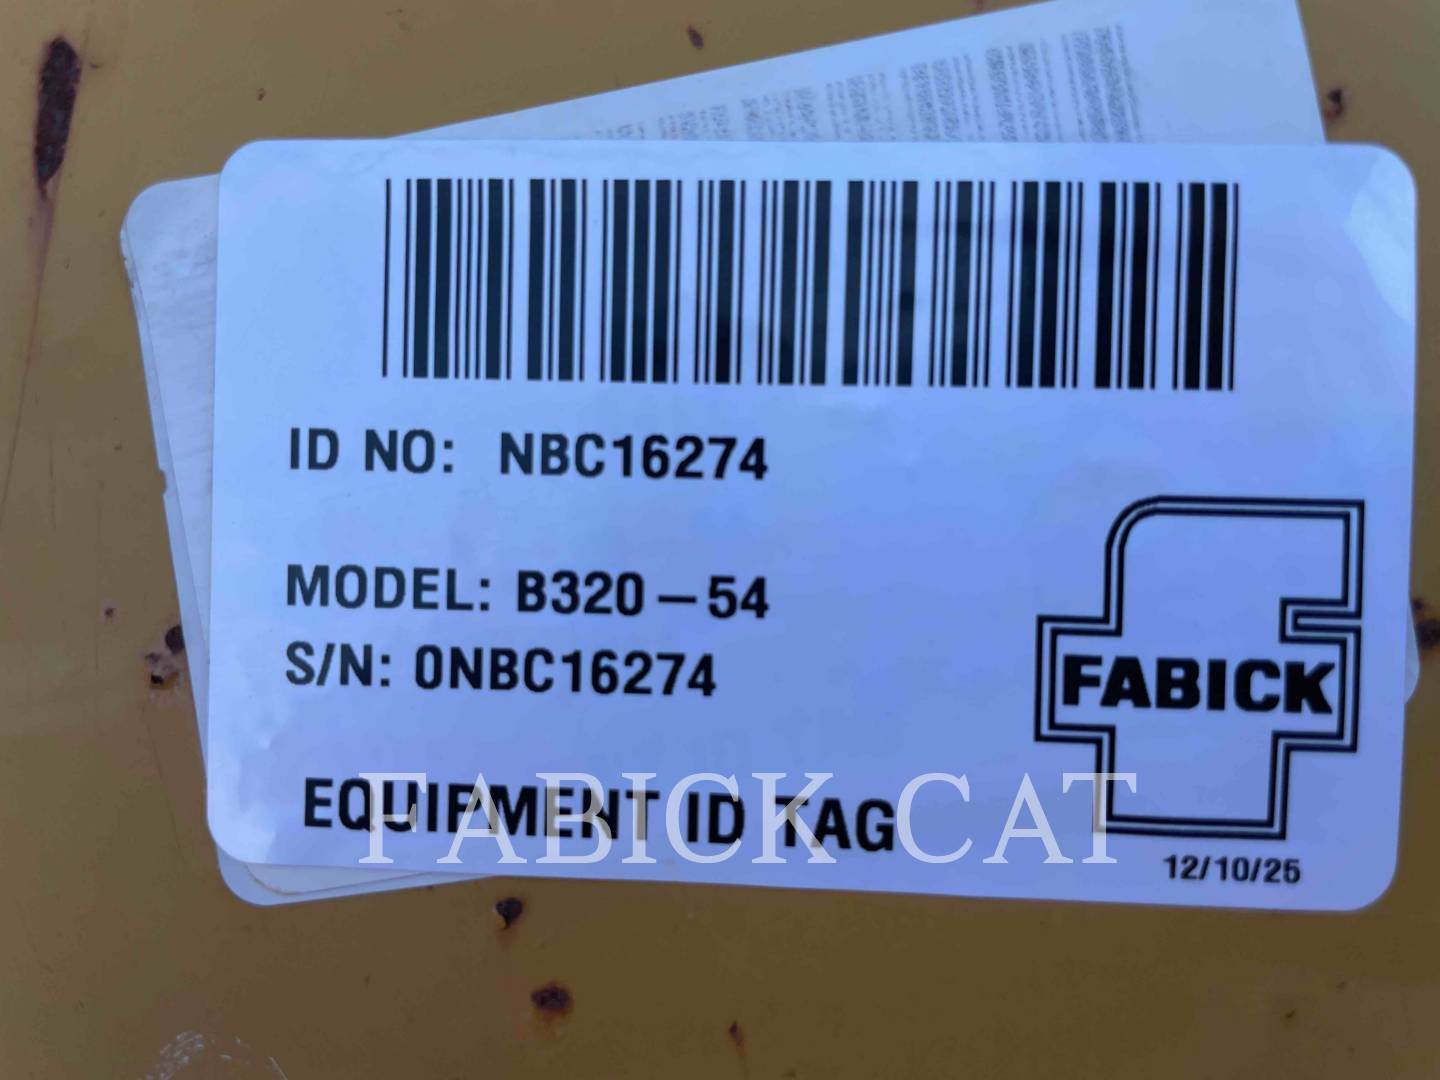 ID NO: NBC16274
MODEL: B320-54
S/N: 0NBC16274
FABICK
EQUIPMENT ID TAG
FABICK CAT
12/10/25